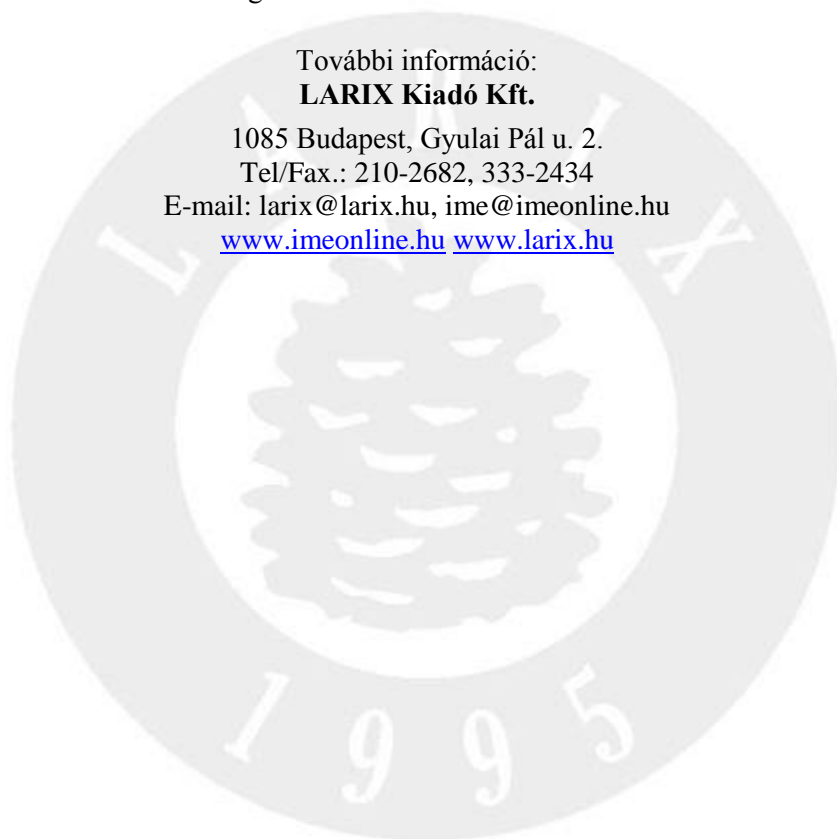 További információ:
LARIX Kiadó Kft.
1085 Budapest, Gyulai Pál u. 2.
Tel/Fax.: 210-2682, 333-2434
E-mail: larix@larix.hu, ime@imeonline.hu
www.imeonline.hu www.larix.hu
LARIX
1995